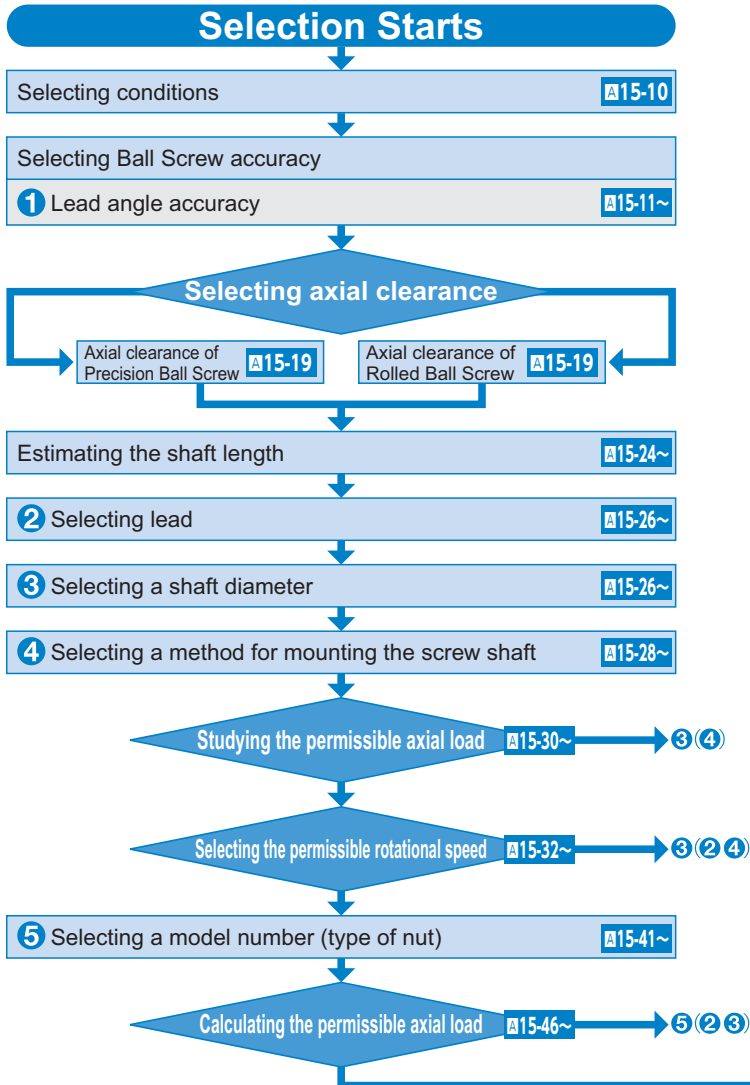 Selection Starts
Selecting conditions A15-10
Selecting Ball Screw accuracy
1 Lead angle accuracy A15-11~
Selecting axial clearance
Axial clearance of
Precision Ball Screw A15-19
Axial clearance of
Rolled Ball Screw A15-19
Estimating the shaft length A15-24~
2 Selecting lead A15-26~
3 Selecting a shaft diameter A15-26~
4 Selecting a method for mounting the screw shaft A15-28~
Studying the permissible axial load A15-30~ 3(4)
Selecting the permissible rotational speed A15-32~ 3(2 4)
5 Selecting a model number (type of nut) A15-41~
Calculating the permissible axial load A15-46~ 5(2 3)